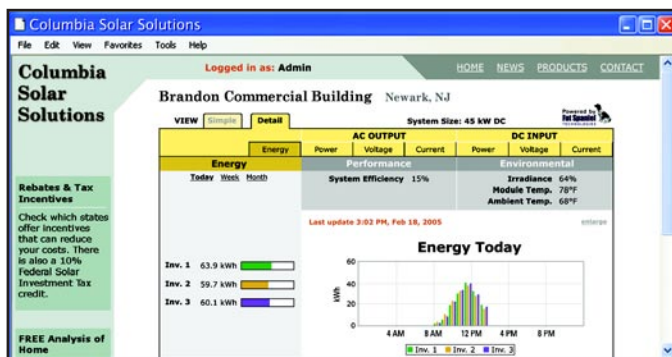 Columbia Solar Solutions
File Edit View Favorites Tools Help
Columbia
Solar
Solutions
Logged in as: Admin
HOME NEWS PRODUCTS CONTACT
Brandon Commercial Building Newark, NJ
VIEW Simple Detail System Size: 45 kW DC
Powered by
Fat Spaniel
TECHNOLOGIES
AC OUTPUT DC INPUT
Energy Power Voltage Current Power Voltage Current
Energy Performance Environmental
Today Week Month
System Efficiency 15%
Irradiance 64%
Module Temp. 78°F
Ambient Temp. 68°F
Rebates & Tax
Incentives
Check which states
offer incentives
that can reduce
your costs. There
is also a 10%
Federal Solar
Investment Tax
credit.
FREE Analysis of
Home
Last update 3:02 PM, Feb 18, 2005 enlarge
Inv. 1 63.9 kWh
Inv. 2 59.7 kWh
Inv. 3 60.1 kWh
Energy Today
kWh
60
40
20
0
4 AM 8 AM 12 PM 4 PM 8 PM
Inv. 1 Inv. 2 Inv. 3